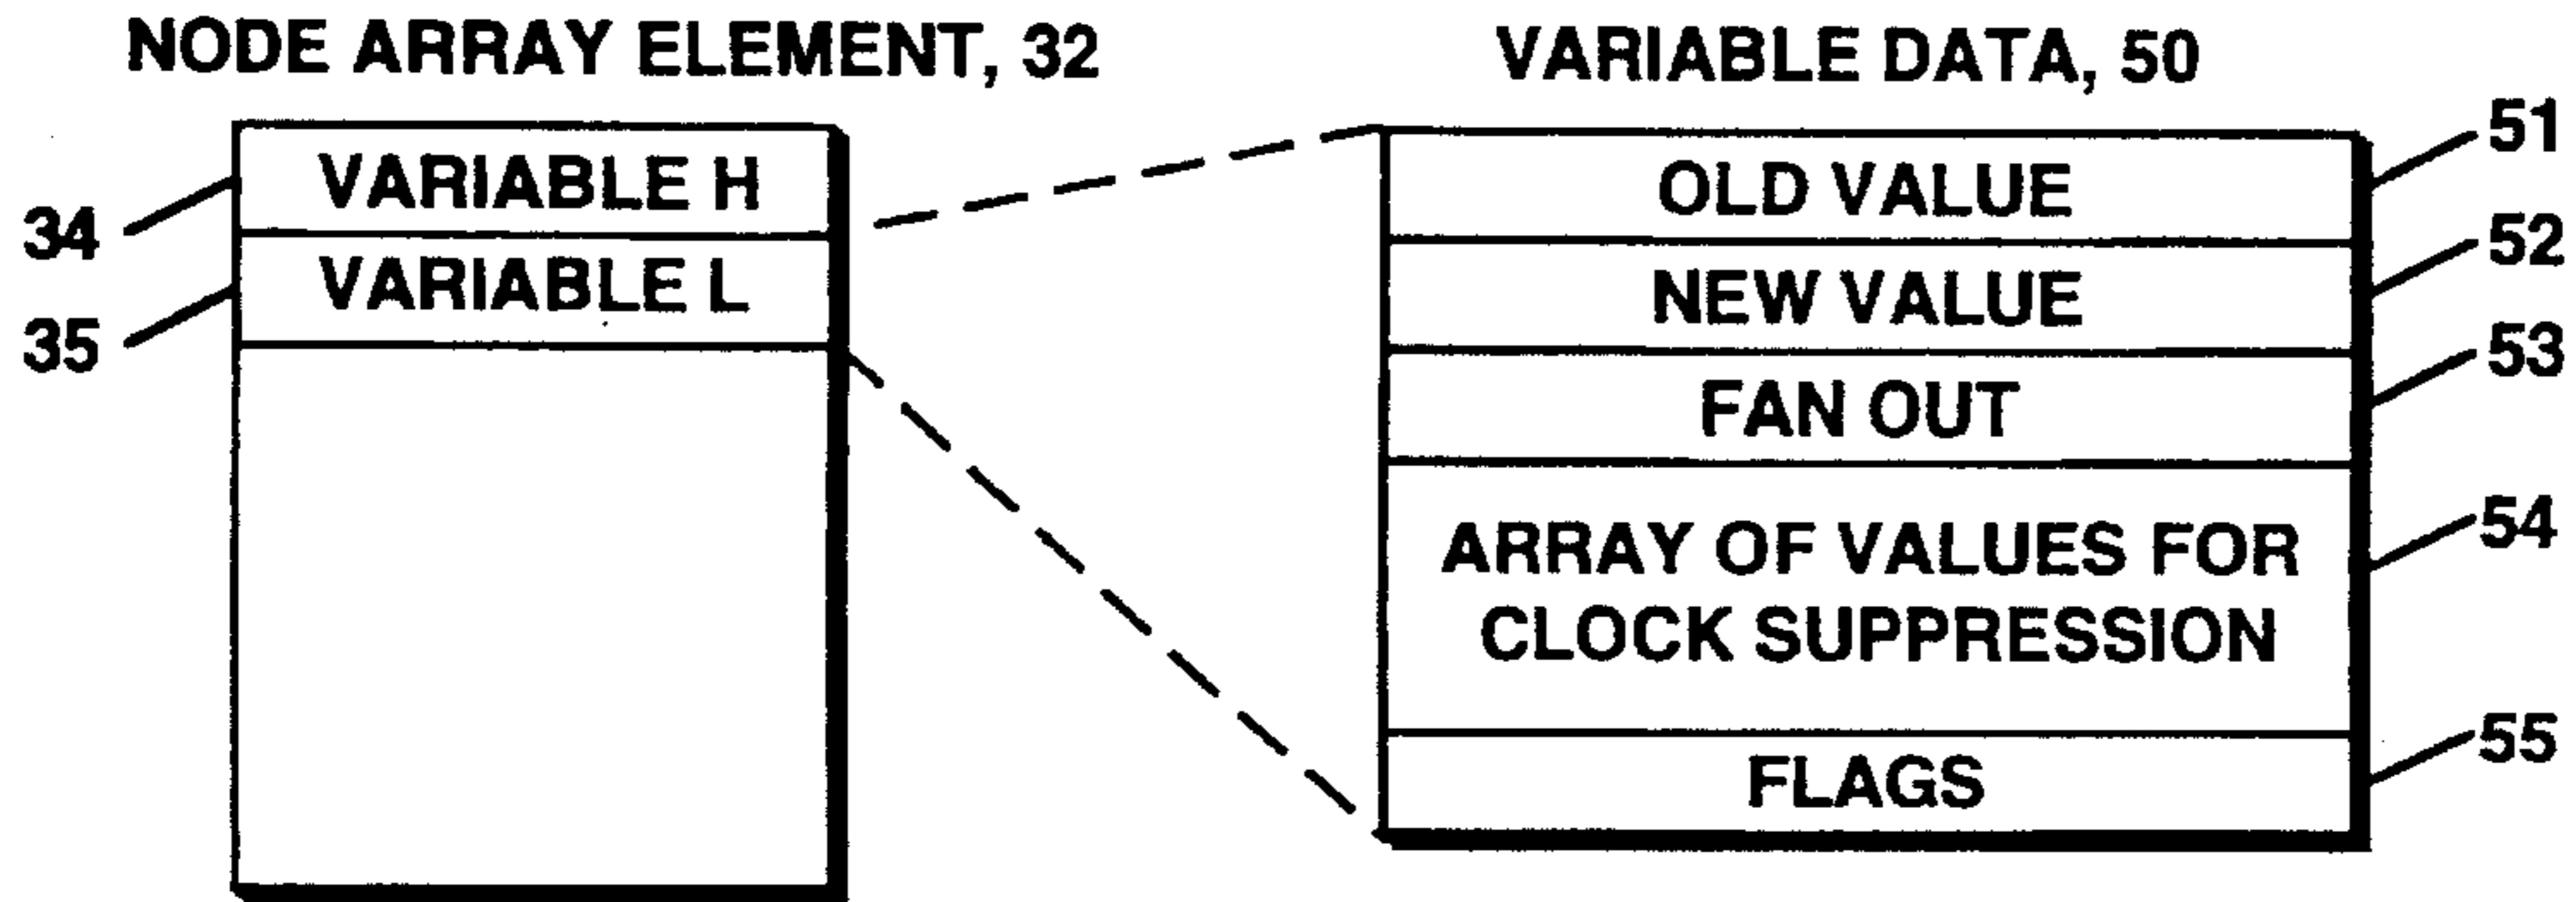 NODE ARRAY ELEMENT, 32
VARIABLE H
VARIABLE L
34
35
VARIABLE DATA, 50
OLD VALUE
NEW VALUE
FAN OUT
ARRAY OF VALUES FOR
CLOCK SUPPRESSION
FLAGS
51
52
53
54
55